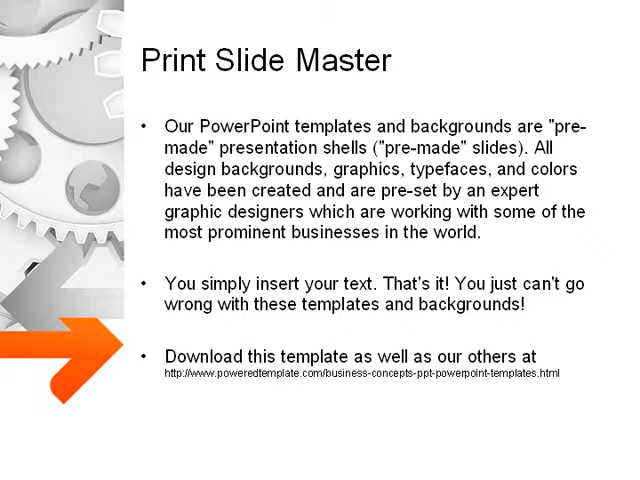 Print Slide Master
• Our PowerPoint templates and backgrounds are "pre-
made" presentation shells ("pre-made" slides). All
design backgrounds, graphics, typefaces, and colors
have been created and are pre-set by an expert
graphic designers which are working with some of the
most prominent businesses in the world.
• You simply insert your text. That's it! You just can't go
wrong with these templates and backgrounds!
• Download this template as well as our others at
http://www.poweredtemplate.com/business-concepts-ppt-powerpoint-templates.html